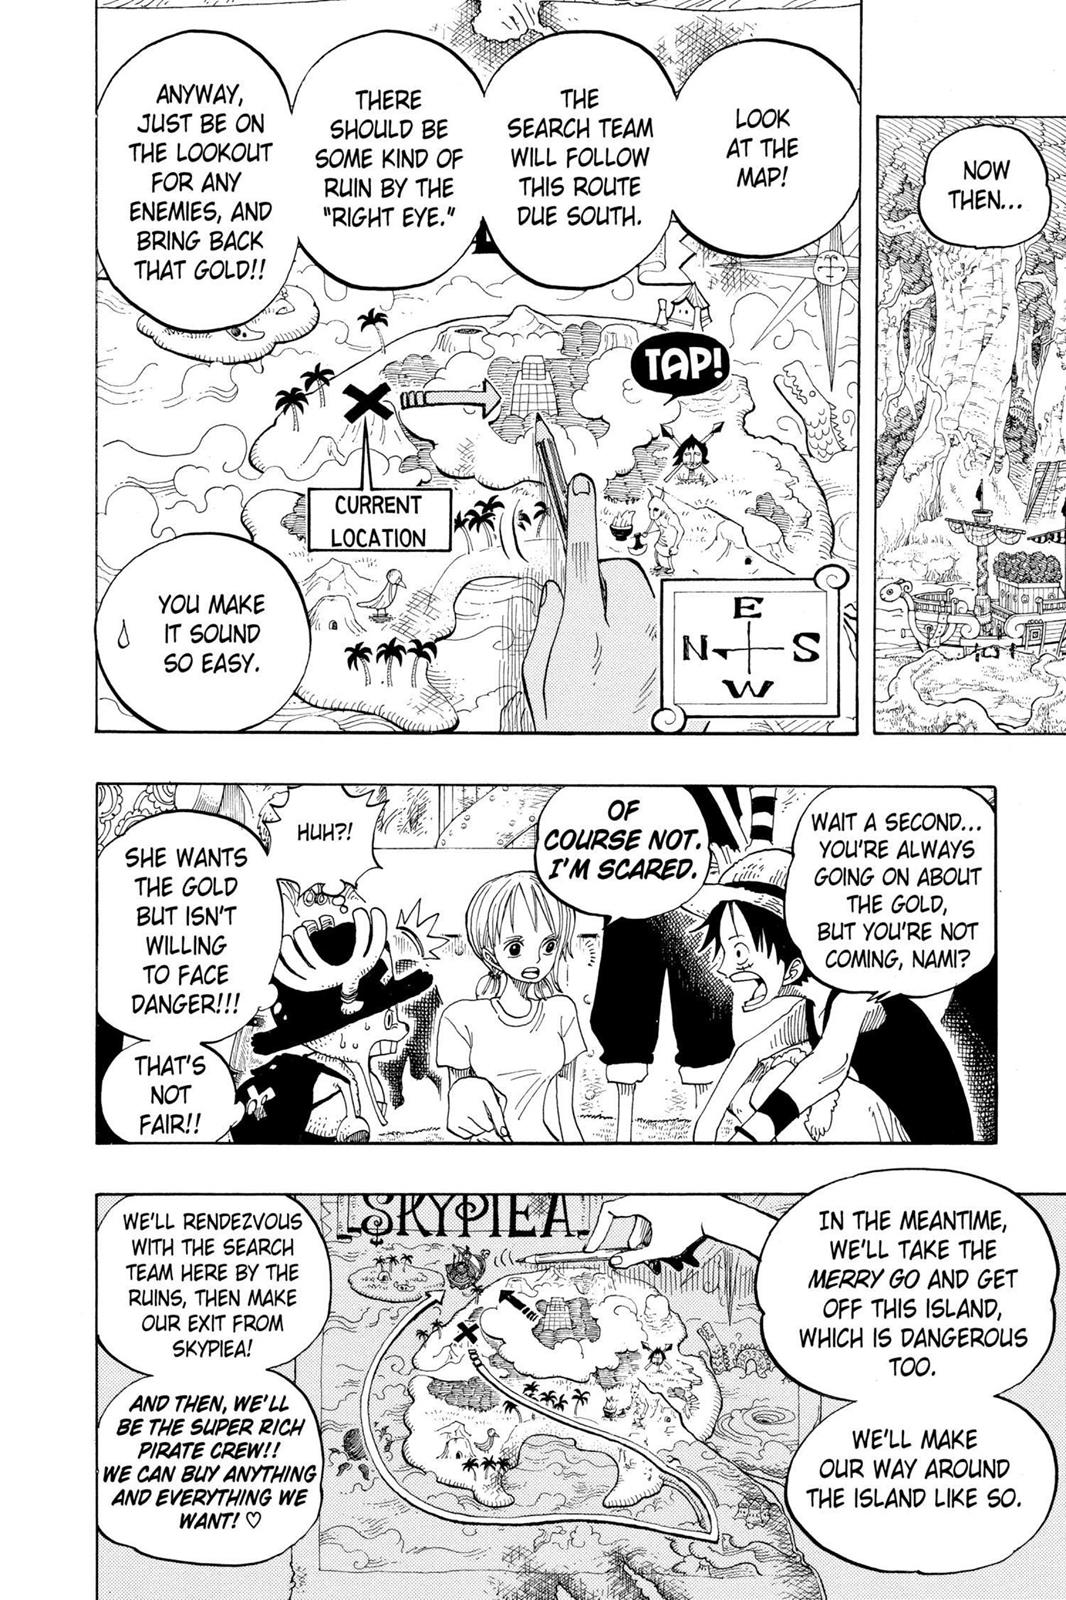 NOW
THEN...
LOOK
AT THE
MAP!
THE
SEARCH TEAM
WILL FOLLOW
THIS ROUTE
DUE SOUTH.
THERE
SHOULD BE
SOME KIND OF
RUIN BY THE
"RIGHT EYE."
ANYWAY,
JUST BE ON
THE LOOKOUT
FOR ANY
ENEMIES, AND
BRING BACK
THAT GOLD!!
TAP!
CURRENT
LOCATION
YOU MAKE
IT SOUND
SO EASY.
E
N S
W
WAIT A SECOND...
YOU'RE ALWAYS
GOING ON ABOUT
THE GOLD,
BUT YOU'RE NOT
COMING, NAMI?
OF
COURSE NOT.
I'M SCARED.
HUH?!
SHE WANTS
THE GOLD
BUT ISN'T
WILLING
TO FACE
DANGER!!!
THAT'S
NOT
FAIR!!
IN THE MEANTIME,
WE'LL TAKE THE
MERRY GO AND GET
OFF THIS ISLAND,
WHICH IS DANGEROUS
TOO.
WE'LL MAKE
OUR WAY AROUND
THE ISLAND LIKE SO.
SKYPIEA
WE'LL RENDEZVOUS
WITH THE SEARCH
TEAM HERE BY THE
RUINS, THEN MAKE
OUR EXIT FROM
SKYPIEA!
AND THEN, WE'LL
BE THE SUPER RICH
PIRATE CREW!!
WE CAN BUY ANYTHING
AND EVERYTHING WE
WANT! ♡